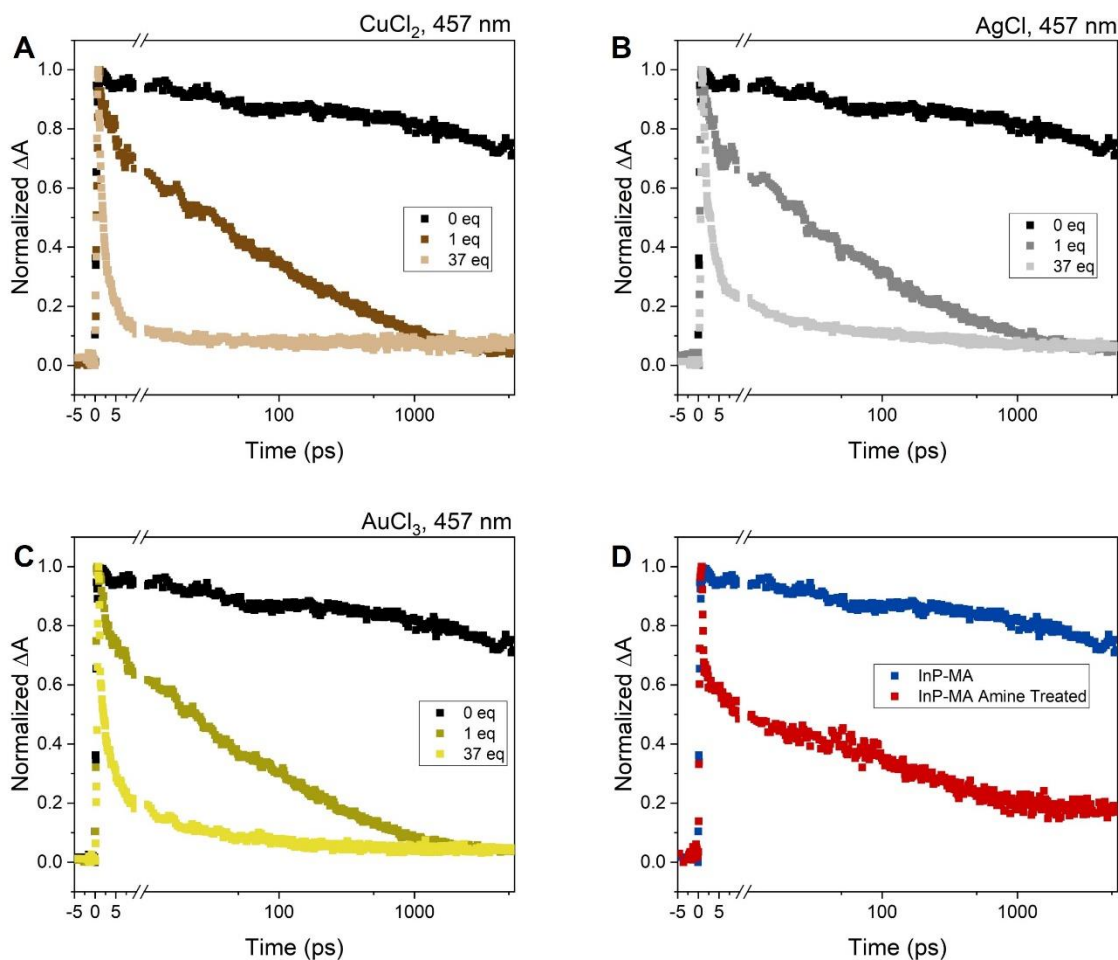 A
CuCl2, 457 nm
Normalized ΔA
1.0
0.8
0.6
0.4
0.2
0.0
0 eq
1 eq
37 eq
-5 0 5 100 1000
Time (ps)
B
AgCl, 457 nm
Normalized ΔA
1.0
0.8
0.6
0.4
0.2
0.0
0 eq
1 eq
37 eq
-5 0 5 100 1000
Time (ps)
C
AuCl3, 457 nm
Normalized ΔA
1.0
0.8
0.6
0.4
0.2
0.0
0 eq
1 eq
37 eq
-5 0 5 100 1000
Time (ps)
D
Normalized ΔA
1.0
0.8
0.6
0.4
0.2
0.0
InP-MA
InP-MA Amine Treated
-5 0 5 100 1000
Time (ps)